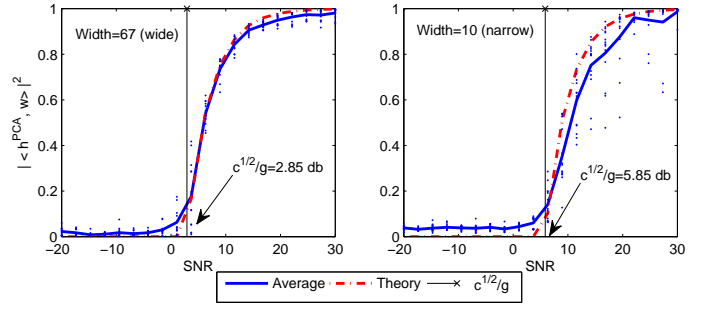 | < h^PCA, w> |^2
1
0.8
0.6
0.4
0.2
0
−20
−10
0
10
20
30
SNR
Width=67 (wide)
c^1/2/g=2.85 db
1
0.8
0.6
0.4
0.2
0
−20
−10
0
10
20
30
SNR
Width=10 (narrow)
c^1/2/g=5.85 db
Average
Theory
c^1/2/g